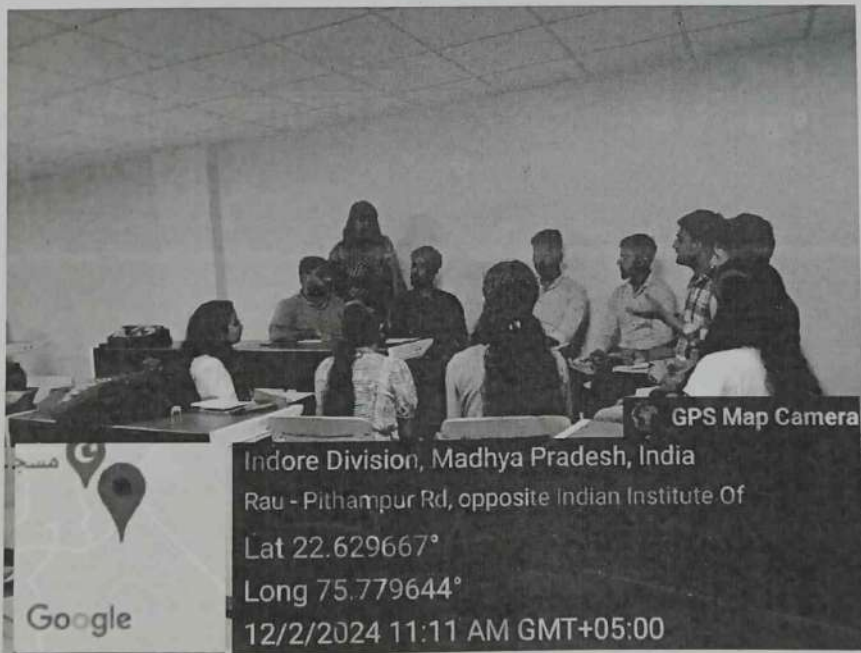 GPS Map Camera
Indore Division, Madhya Pradesh, India
Rau - Pithampur Rd, opposite Indian Institute Of
Lat 22.629667°
Long 75.779644°
12/2/2024 11:11 AM GMT+05:00
Google